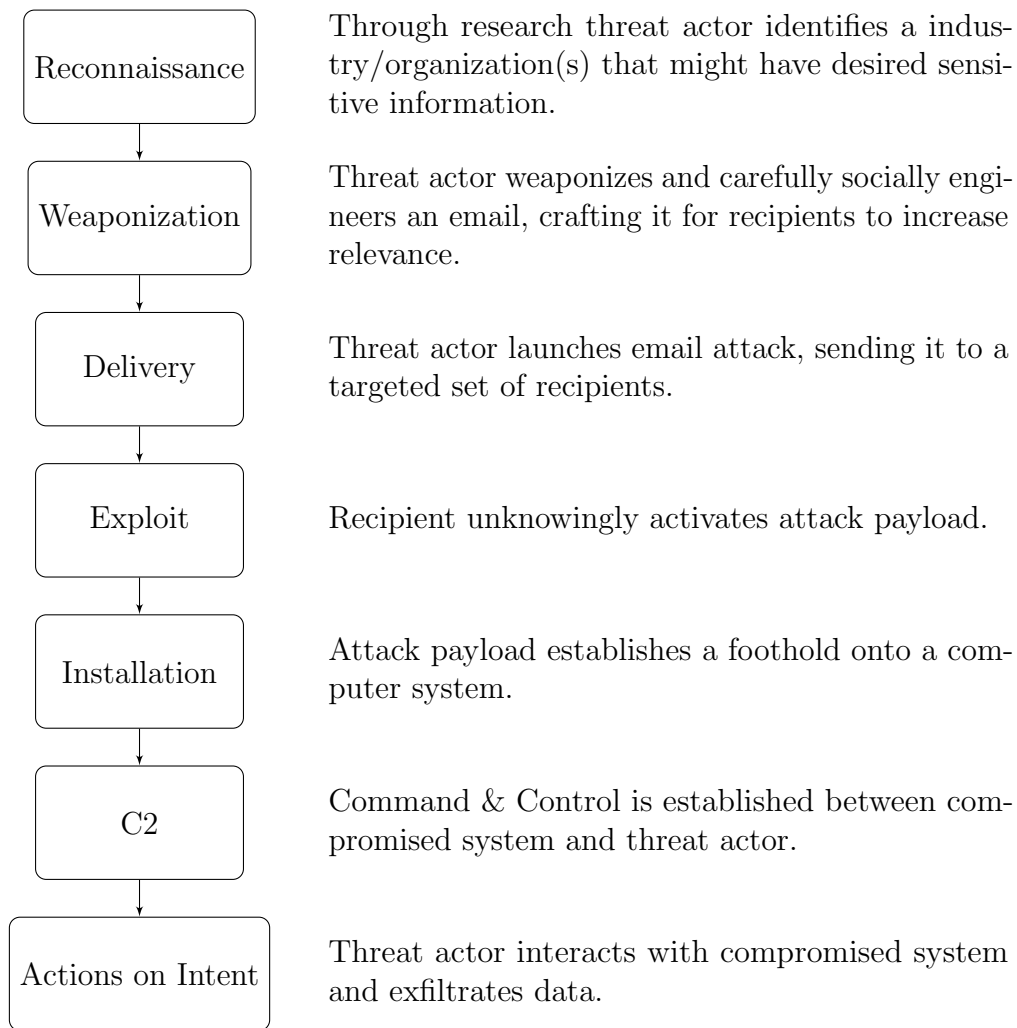 Reconnaissance
Through research threat actor identifies a indus-
try/organization(s) that might have desired sensi-
tive information.
Weaponization
Threat actor weaponizes and carefully socially engi-
neers an email, crafting it for recipients to increase
relevance.
Delivery
Threat actor launches email attack, sending it to a
targeted set of recipients.
Exploit
Recipient unknowingly activates attack payload.
Installation
Attack payload establishes a foothold onto a com-
puter system.
C2
Command & Control is established between com-
promised system and threat actor.
Actions on Intent
Threat actor interacts with compromised system
and exfiltrates data.